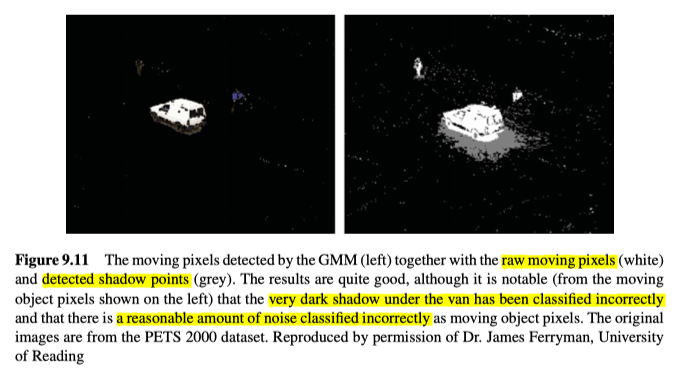 Figure 9.11 The moving pixels detected by the GMM (left) together with the raw moving pixels (white)
and detected shadow points (grey). The results are quite good, although it is notable (from the moving
object pixels shown on the left) that the very dark shadow under the van has been classified incorrectly
and that there is a reasonable amount of noise classified incorrectly as moving object pixels. The original
images are from the PETS 2000 dataset. Reproduced by permission of Dr. James Ferryman, University
of Reading